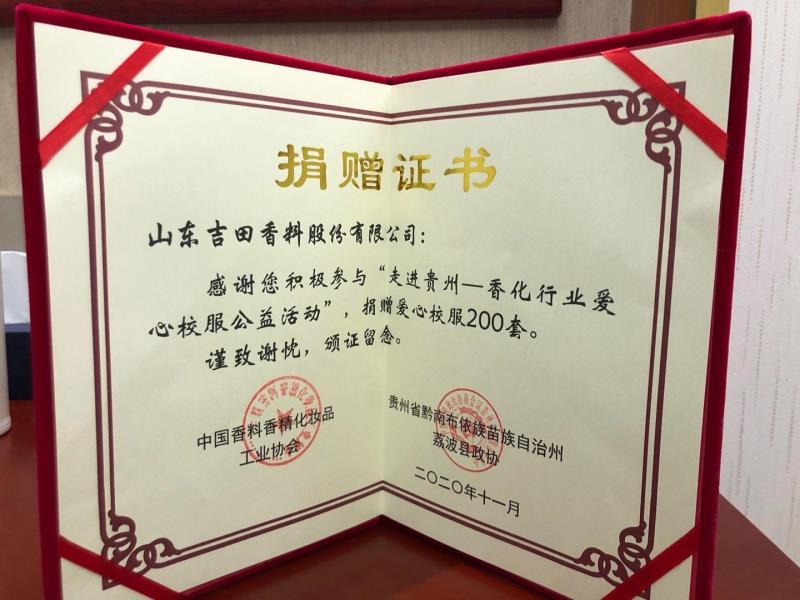 捐赠证书
山东吉田香料股份有限公司：
感谢您积极参与“走进贵州—香化行业爱
心校服公益活动”，捐赠爱心校服200套。
谨致谢忱，颁证留念。
中国香料香精化妆品
工业协会
贵州省黔南布依族苗族自治州
荔波县政协
二〇二〇年十一月